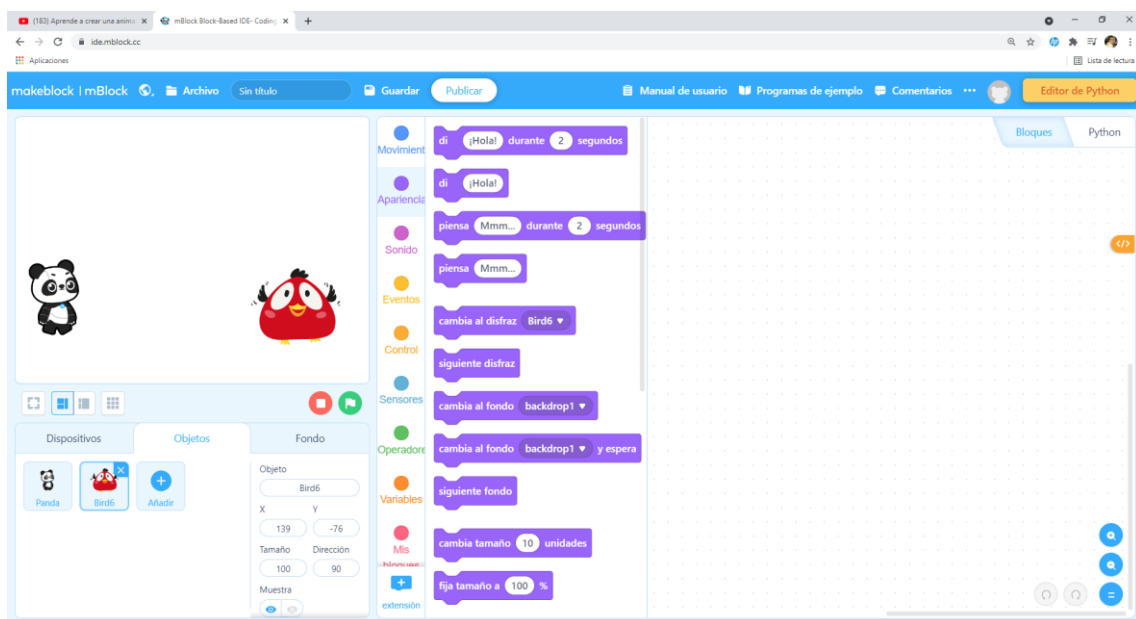 (183) Aprende a crear una anima
mBlock Block-Based IDE- Coding
ide.mblock.cc
Aplicaciones
Lista de lectura
makeblock | mBlock
Archivo
Sin título
Guardar
Publicar
Manual de usuario
Programas de ejemplo
Comentarios
Editor de Python
Movimient
Apariencia
Sonido
Eventos
Control
Sensores
Operadore
Variables
Mis
bloques
extensión
di ¡Hola! durante 2 segundos
di ¡Hola!
piensa Mmm... durante 2 segundos
piensa Mmm...
cambia al disfraz Bird6
siguiente disfraz
cambia al fondo backdrop1
cambia al fondo backdrop1 y espera
siguiente fondo
cambia tamaño 10 unidades
fija tamaño a 100 %
Bloques
Python
</>
Dispositivos
Objetos
Fondo
Panda
Bird6
Añadir
Objeto
Bird6
X Y
139 -76
Tamaño Dirección
100 90
Muestra